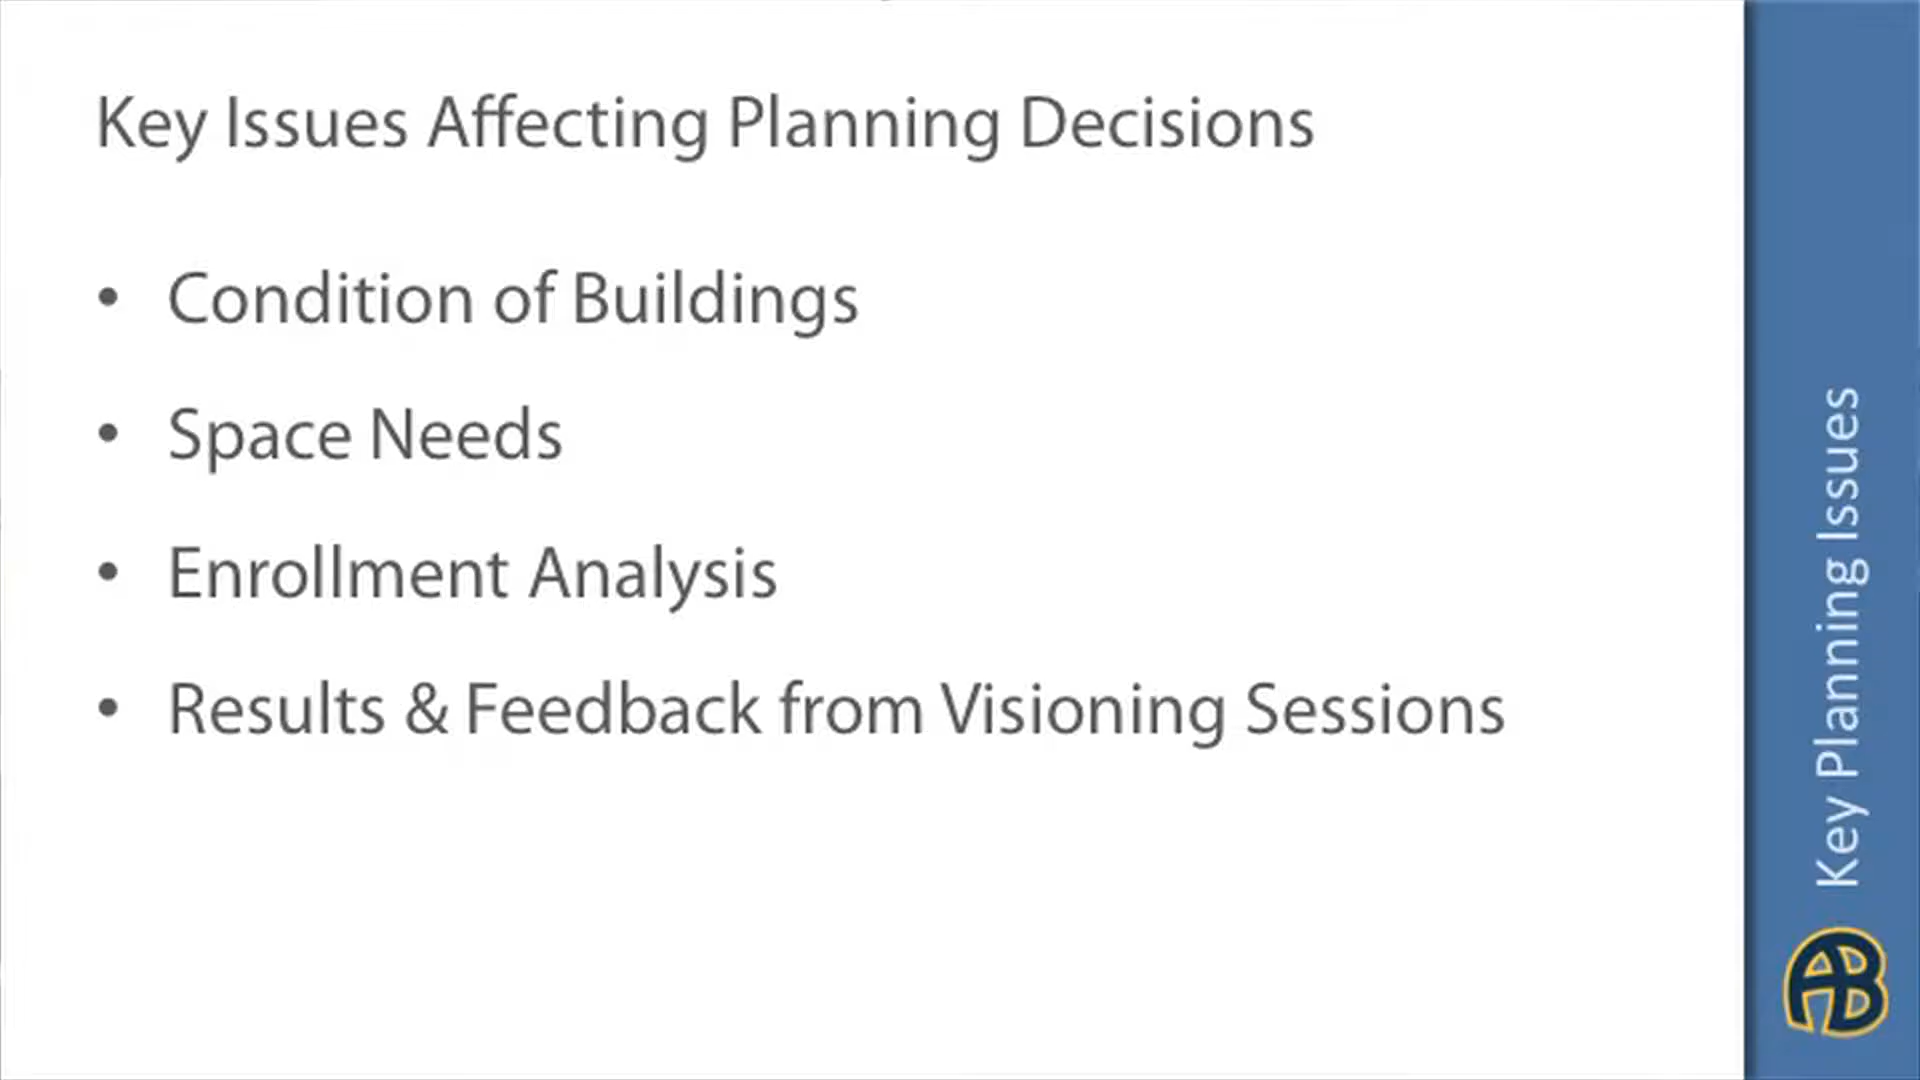 Key Issues Affecting Planning Decisions
• Condition of Buildings
• Space Needs
• Enrollment Analysis
• Results & Feedback from Visioning Sessions
Key Planning Issues
AB